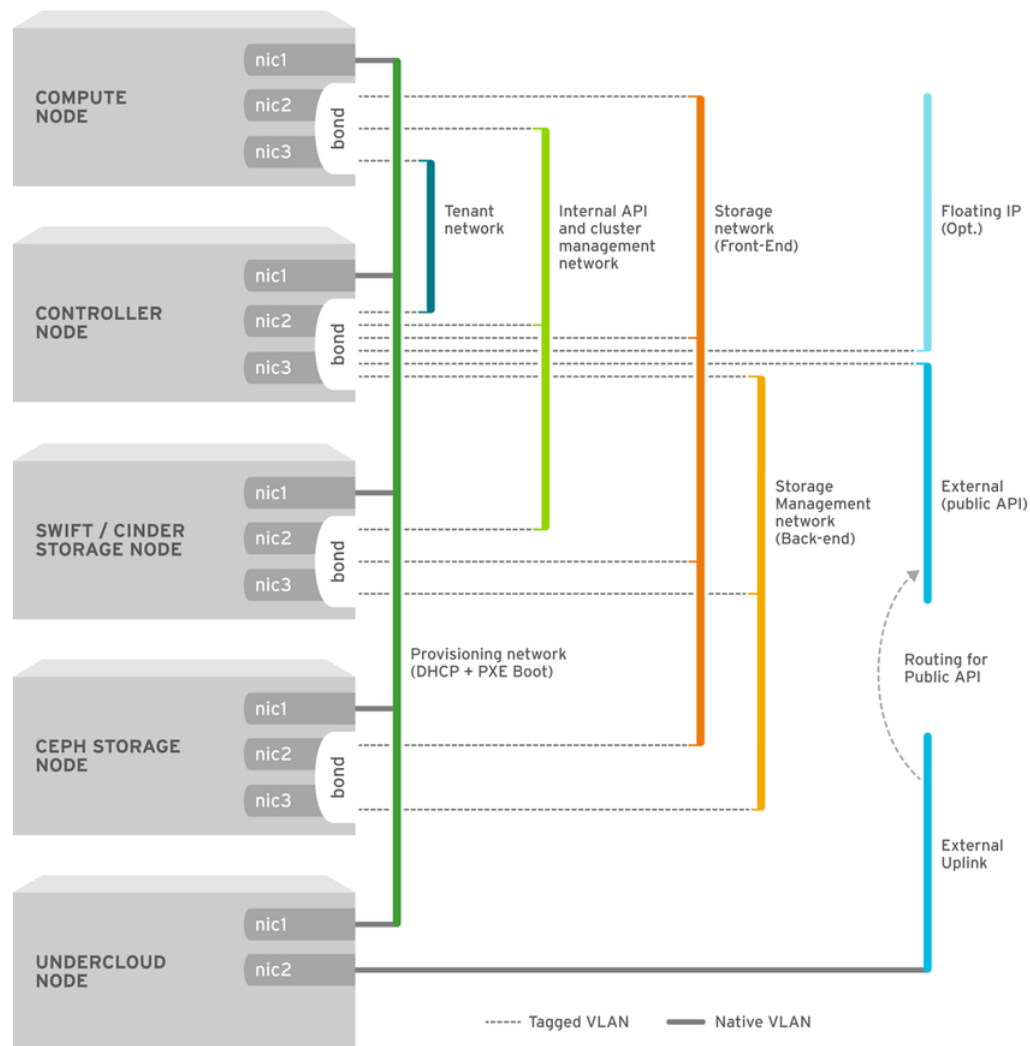 nic1
COMPUTE
NODE
nic2
nic3
bond
Tenant
network
Internal API
and cluster
management
network
Storage
network
(Front-End)
Floating IP
(Opt.)
nic1
CONTROLLER
NODE
nic2
nic3
bond
nic1
SWIFT / CINDER
STORAGE NODE
nic2
nic3
bond
Storage
Management
network
(Back-end)
External
(public API)
Provisioning network
(DHCP + PXE Boot)
Routing for
Public API
nic1
CEPH STORAGE
NODE
nic2
nic3
bond
External
Uplink
nic1
UNDERCLOUD
NODE
nic2
Tagged VLAN
Native VLAN